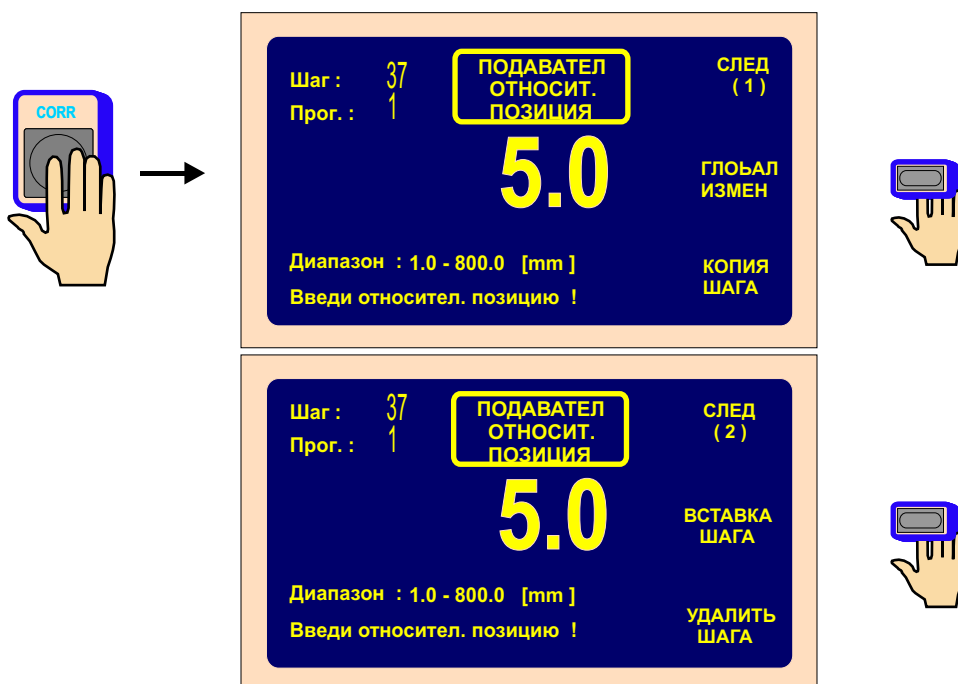 CORR
Шаг : 37
Прог. : 1
ПОДАВАТЕЛ
ОТНОСИТ.
ПОЗИЦИЯ
5.0
СЛЕД
( 1 )
ГЛОЬАЛ
ИЗМЕН
КОПИЯ
ШАГА
Диапазон : 1.0 - 800.0 [mm ]
Введи относител. позицию !
Шаг : 37
Прог. : 1
ПОДАВАТЕЛ
ОТНОСИТ.
ПОЗИЦИЯ
5.0
СЛЕД
( 2 )
ВСТАВКА
ШАГА
УДАЛИТЬ
ШАГА
Диапазон : 1.0 - 800.0 [mm ]
Введи относител. позицию !